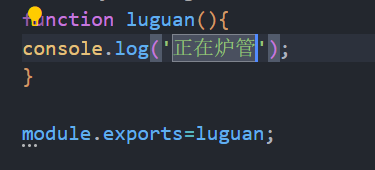 function luguan(){
console.log('正在炉管');
}
module.exports=luguan;